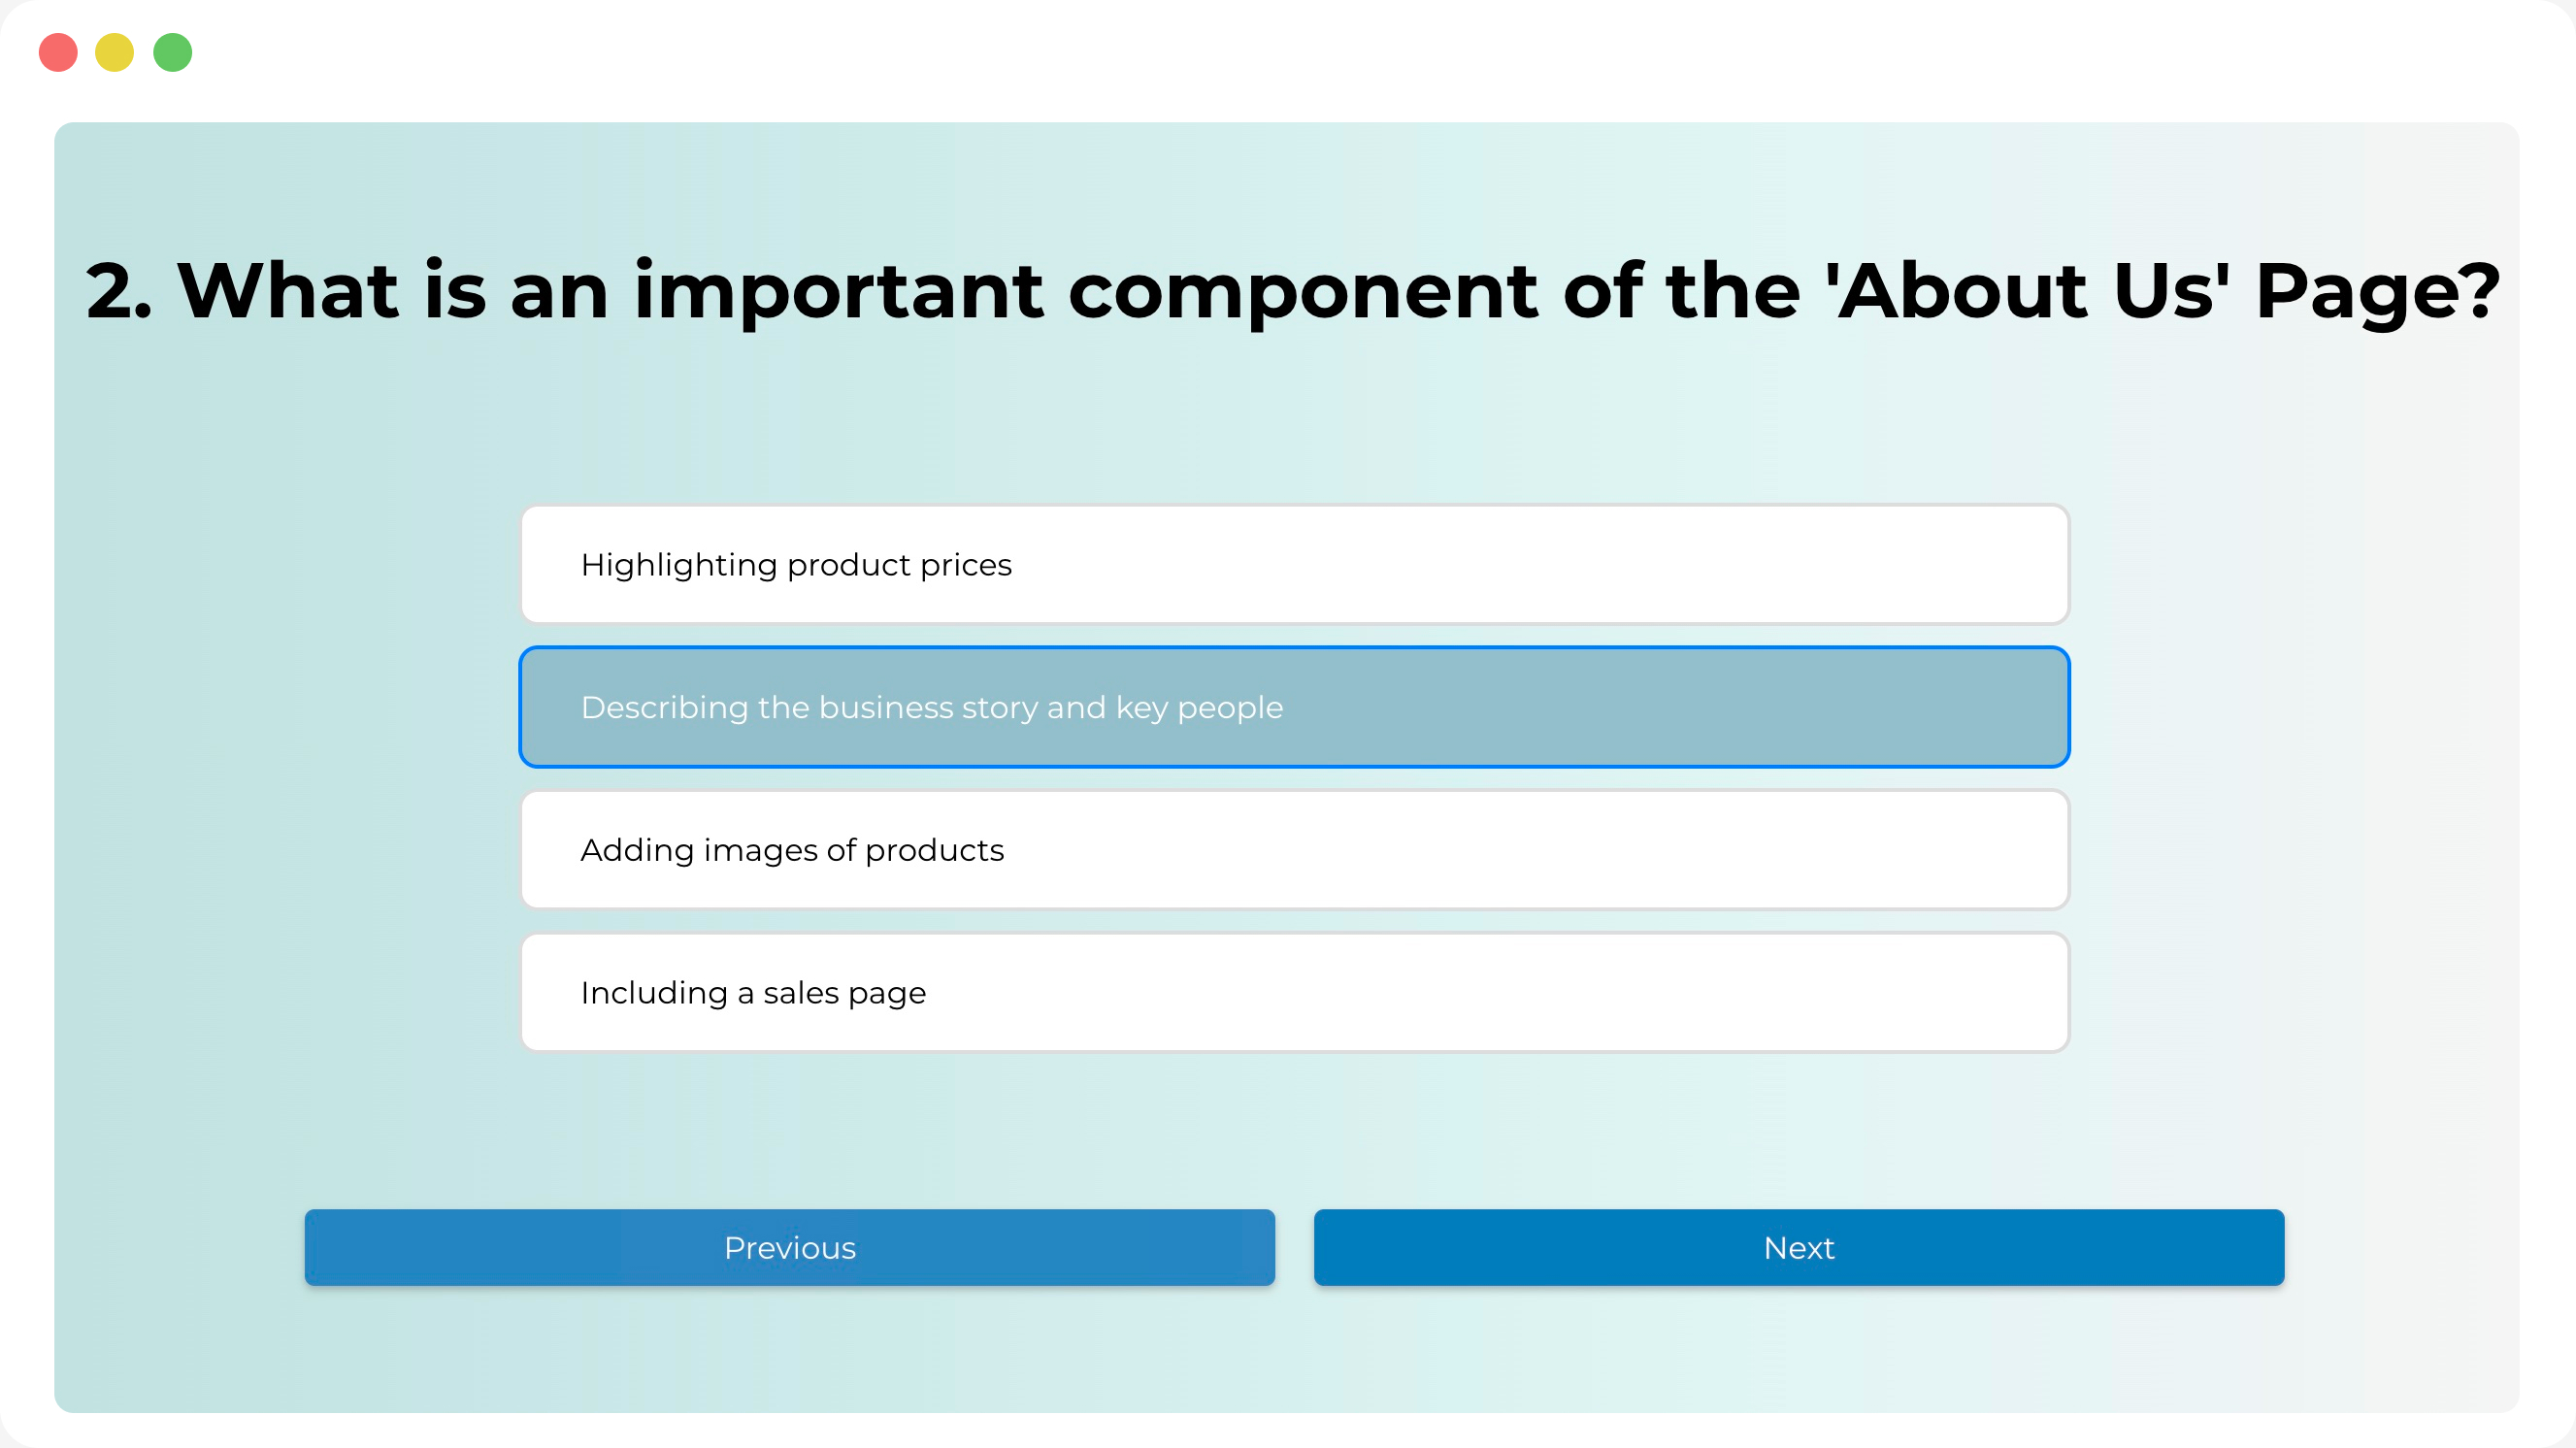 2. What is an important component of the 'About Us' Page?
Highlighting product prices
Describing the business story and key people
Adding images of products
Including a sales page
Previous
Next